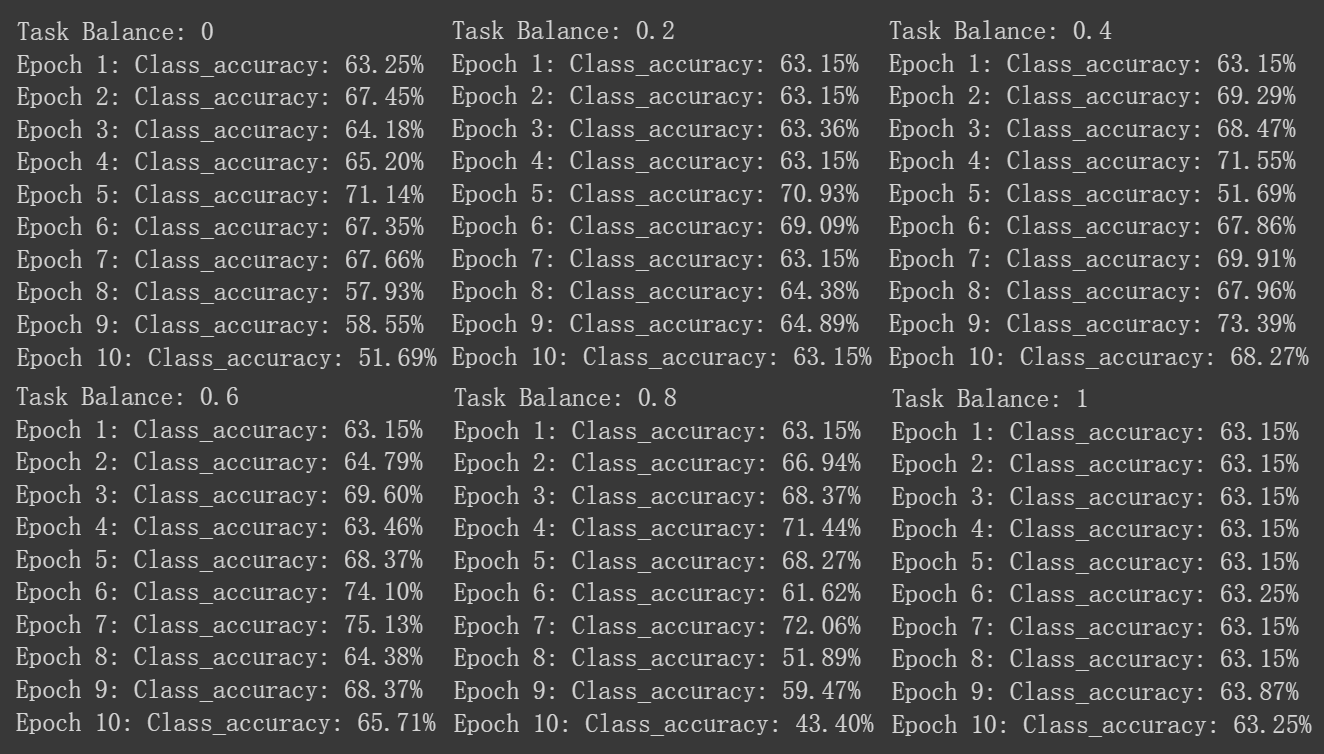 Task Balance: 0
Epoch 1: Class_accuracy: 63.25%
Epoch 2: Class_accuracy: 67.45%
Epoch 3: Class_accuracy: 64.18%
Epoch 4: Class_accuracy: 65.20%
Epoch 5: Class_accuracy: 71.14%
Epoch 6: Class_accuracy: 67.35%
Epoch 7: Class_accuracy: 67.66%
Epoch 8: Class_accuracy: 57.93%
Epoch 9: Class_accuracy: 58.55%
Epoch 10: Class_accuracy: 51.69%
Task Balance: 0.2
Epoch 1: Class_accuracy: 63.15%
Epoch 2: Class_accuracy: 63.15%
Epoch 3: Class_accuracy: 63.36%
Epoch 4: Class_accuracy: 63.15%
Epoch 5: Class_accuracy: 70.93%
Epoch 6: Class_accuracy: 69.09%
Epoch 7: Class_accuracy: 63.15%
Epoch 8: Class_accuracy: 64.38%
Epoch 9: Class_accuracy: 64.89%
Epoch 10: Class_accuracy: 63.15%
Task Balance: 0.4
Epoch 1: Class_accuracy: 63.15%
Epoch 2: Class_accuracy: 69.29%
Epoch 3: Class_accuracy: 68.47%
Epoch 4: Class_accuracy: 71.55%
Epoch 5: Class_accuracy: 51.69%
Epoch 6: Class_accuracy: 67.86%
Epoch 7: Class_accuracy: 69.91%
Epoch 8: Class_accuracy: 67.96%
Epoch 9: Class_accuracy: 73.39%
Epoch 10: Class_accuracy: 68.27%
Task Balance: 0.6
Epoch 1: Class_accuracy: 63.15%
Epoch 2: Class_accuracy: 64.79%
Epoch 3: Class_accuracy: 69.60%
Epoch 4: Class_accuracy: 63.46%
Epoch 5: Class_accuracy: 68.37%
Epoch 6: Class_accuracy: 74.10%
Epoch 7: Class_accuracy: 75.13%
Epoch 8: Class_accuracy: 64.38%
Epoch 9: Class_accuracy: 68.37%
Epoch 10: Class_accuracy: 65.71%
Task Balance: 0.8
Epoch 1: Class_accuracy: 63.15%
Epoch 2: Class_accuracy: 66.94%
Epoch 3: Class_accuracy: 68.37%
Epoch 4: Class_accuracy: 71.44%
Epoch 5: Class_accuracy: 68.27%
Epoch 6: Class_accuracy: 61.62%
Epoch 7: Class_accuracy: 72.06%
Epoch 8: Class_accuracy: 51.89%
Epoch 9: Class_accuracy: 59.47%
Epoch 10: Class_accuracy: 43.40%
Task Balance: 1
Epoch 1: Class_accuracy: 63.15%
Epoch 2: Class_accuracy: 63.15%
Epoch 3: Class_accuracy: 63.15%
Epoch 4: Class_accuracy: 63.15%
Epoch 5: Class_accuracy: 63.15%
Epoch 6: Class_accuracy: 63.25%
Epoch 7: Class_accuracy: 63.15%
Epoch 8: Class_accuracy: 63.15%
Epoch 9: Class_accuracy: 63.87%
Epoch 10: Class_accuracy: 63.25%